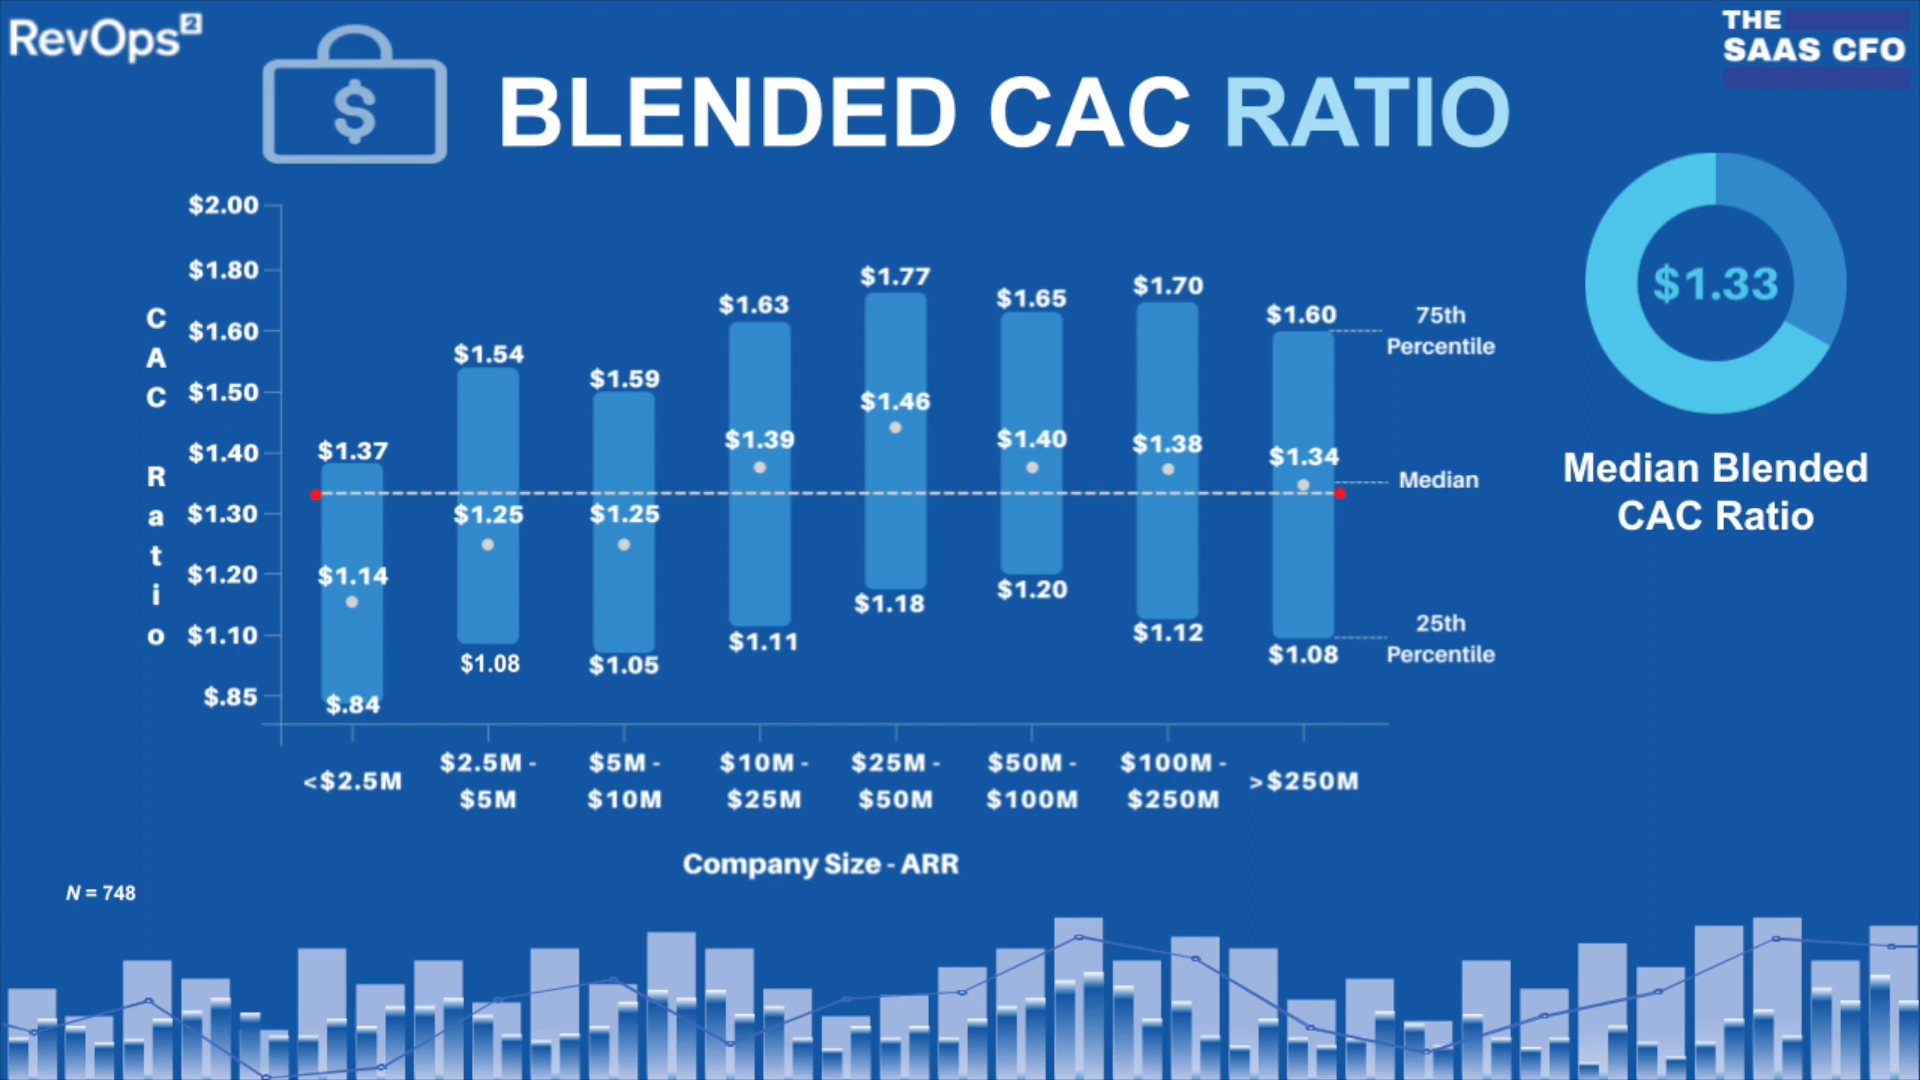 RevOps²
THE
SAAS CFO
$
BLENDED CAC RATIO
$2.00
$1.80
$1.60
$1.50
$1.40
$1.30
$1.20
$1.10
$.85
CAC Ratio
$1.37
$1.14
$.84
$1.54
$1.25
$1.08
$1.59
$1.25
$1.05
$1.63
$1.39
$1.11
$1.77
$1.46
$1.18
$1.65
$1.40
$1.20
$1.70
$1.38
$1.12
$1.60
$1.34
$1.08
75th
Percentile
Median
25th
Percentile
<$2.5M
$2.5M -
$5M
$5M -
$10M
$10M -
$25M
$25M -
$50M
$50M -
$100M
$100M -
$250M
>$250M
Company Size - ARR
$1.33
Median Blended
CAC Ratio
N = 748